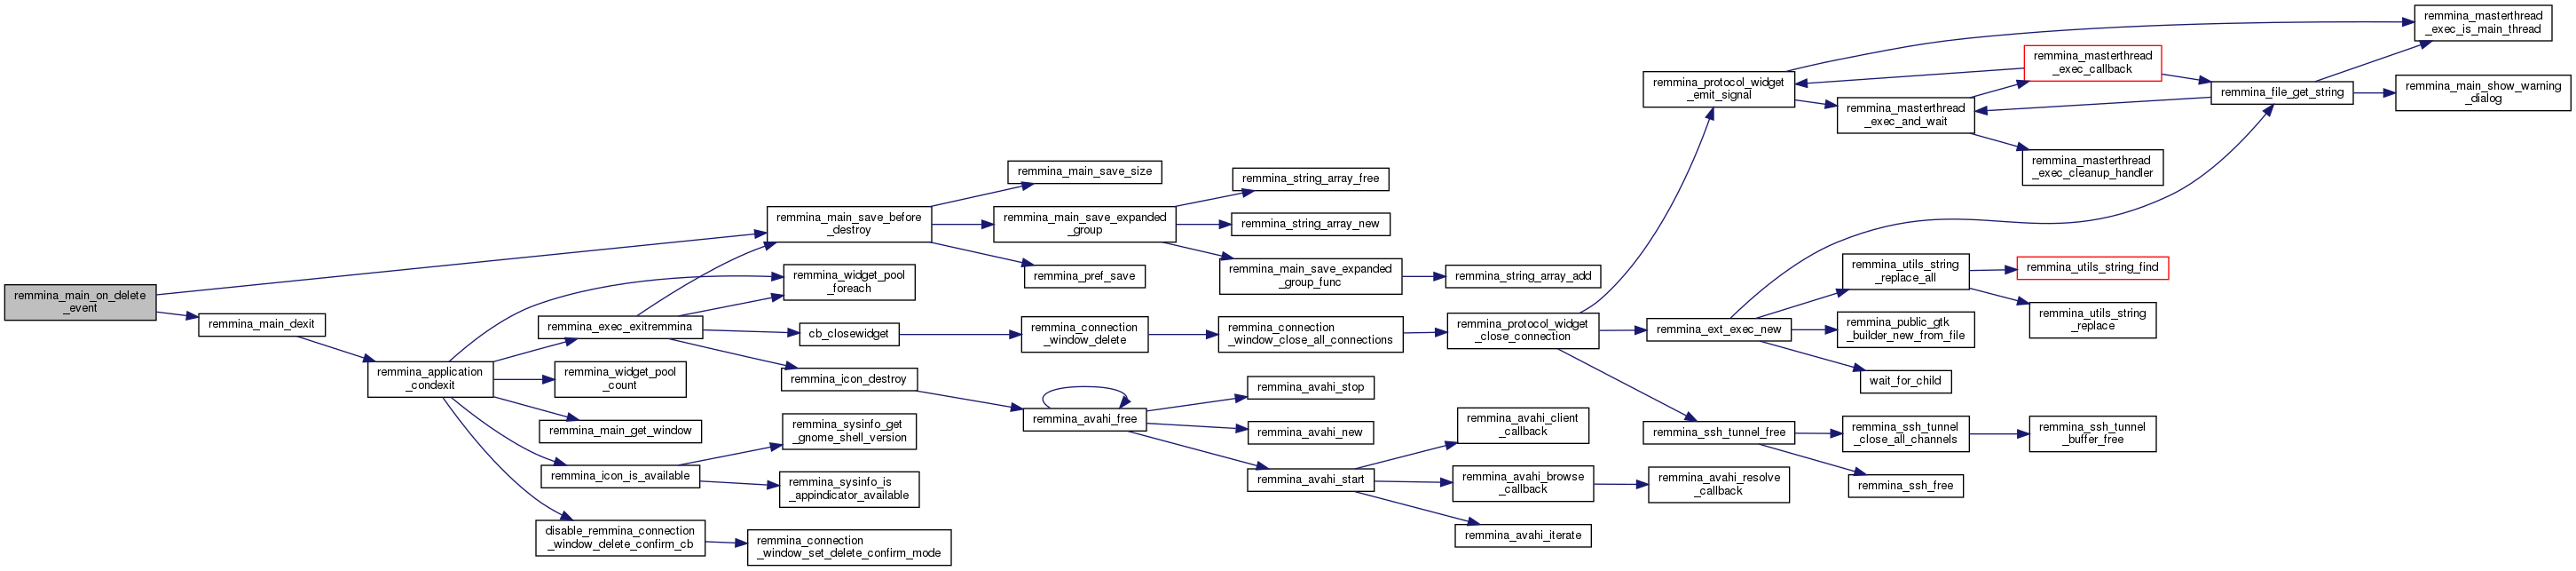 remmina_main_on_delete
_event
remmina_main_dexit
remmina_application
_condexit
remmina_exec_exitremmina
remmina_widget_pool
_count
remmina_main_get_window
remmina_icon_is_available
disable_remmina_connection
_window_delete_confirm_cb
remmina_main_save_before
_destroy
remmina_widget_pool
_foreach
cb_closewidget
remmina_icon_destroy
remmina_sysinfo_get
_gnome_shell_version
remmina_sysinfo_is
_appindicator_available
remmina_connection
_window_set_delete_confirm_mode
remmina_main_save_size
remmina_main_save_expanded
_group
remmina_pref_save
remmina_connection
_window_delete
remmina_avahi_free
remmina_string_array_free
remmina_string_array_new
remmina_main_save_expanded
_group_func
remmina_connection
_window_close_all_connections
remmina_avahi_stop
remmina_avahi_new
remmina_avahi_start
remmina_string_array_add
remmina_protocol_widget
_close_connection
remmina_avahi_client
_callback
remmina_avahi_browse
_callback
remmina_avahi_iterate
remmina_protocol_widget
_emit_signal
remmina_ext_exec_new
remmina_ssh_tunnel_free
remmina_avahi_resolve
_callback
remmina_masterthread
_exec_and_wait
remmina_utils_string
_replace_all
remmina_public_gtk
_builder_new_from_file
wait_for_child
remmina_ssh_tunnel
_close_all_channels
remmina_ssh_free
remmina_masterthread
_exec_callback
remmina_masterthread
_exec_cleanup_handler
remmina_utils_string_find
remmina_utils_string
_replace
remmina_ssh_tunnel
_buffer_free
remmina_file_get_string
remmina_masterthread
_exec_is_main_thread
remmina_main_show_warning
_dialog